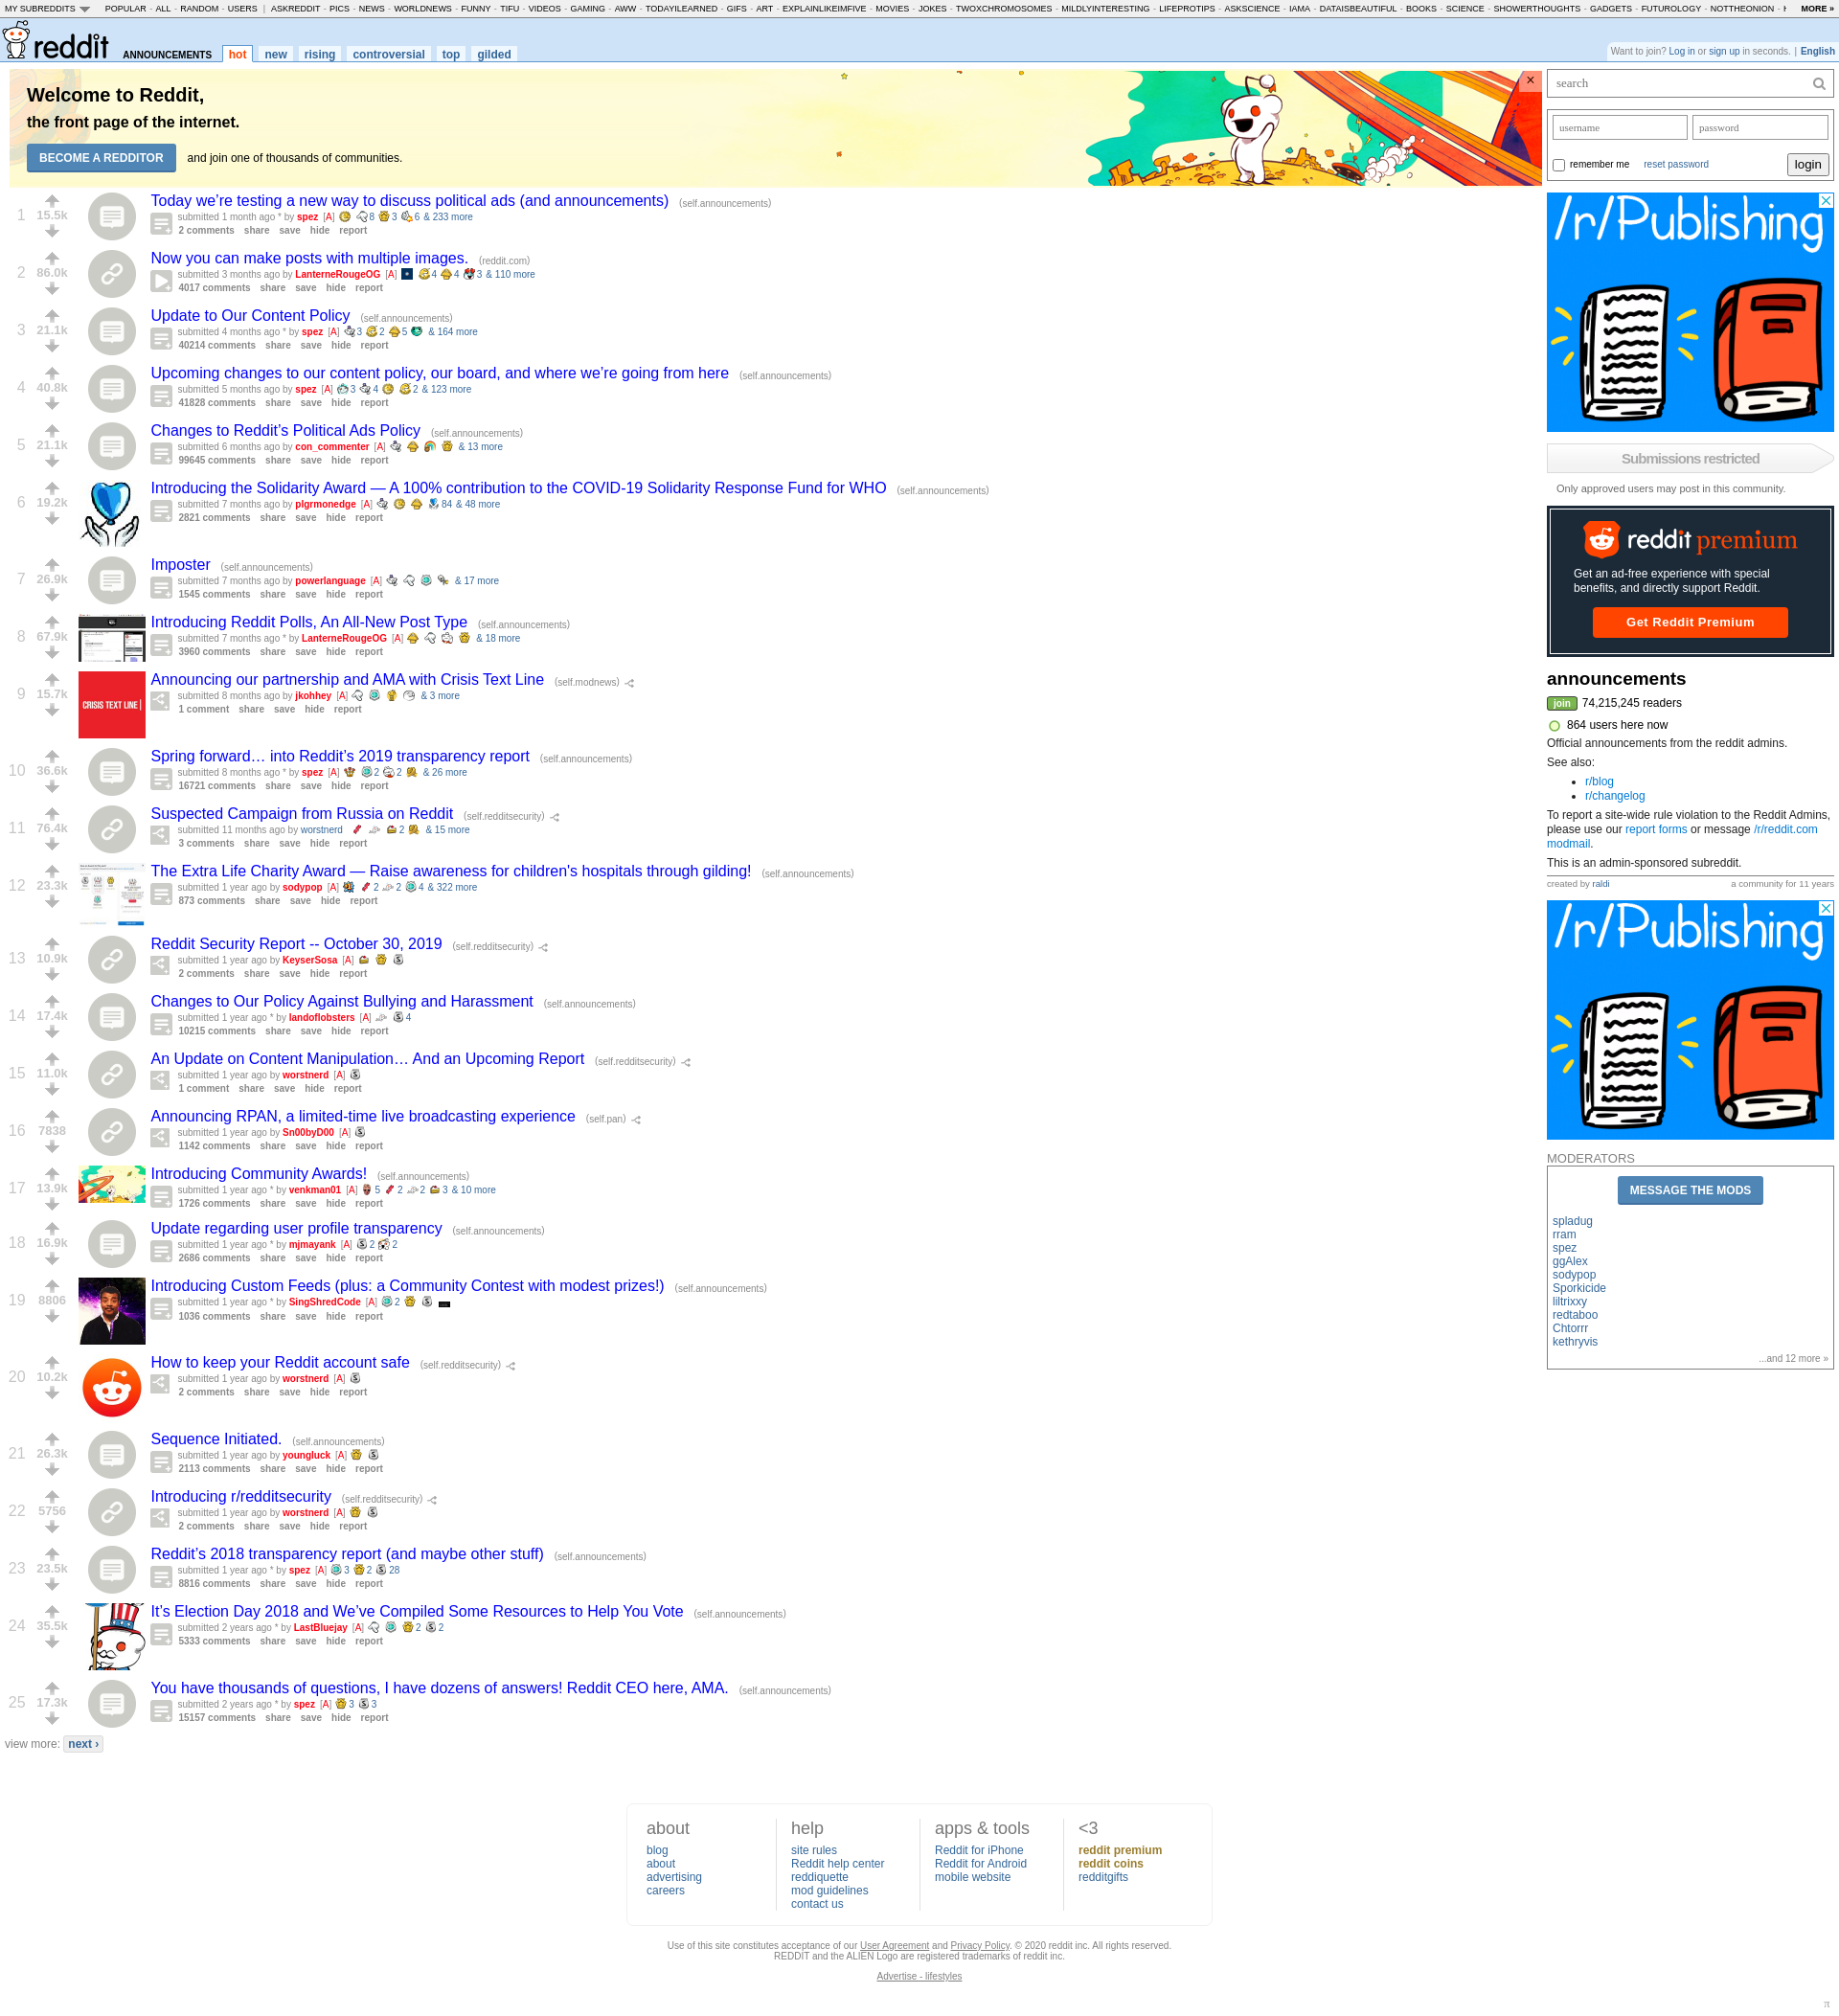 MY SUBREDDITS POPULAR - ALL - RANDOM - USERS | ASKREDDIT - PICS - NEWS - WORLDNEWS - FUNNY - TIFU - VIDEOS - GAMING - AWW - TODAYILEARNED - GIFS - ART - EXPLAINLIKEIMFIVE - MOVIES - JOKES - TWOXCHROMOSOMES - MILDLYINTERESTING - LIFEPROTIPS - ASKSCIENCE - IAMA - DATAISBEAUTIFUL - BOOKS - SCIENCE - SHOWERTHOUGHTS - GADGETS - FUTUROLOGY - NOTTHEONION - MORE »
reddit ANNOUNCEMENTS hot new rising controversial top gilded
Want to join? Log in or sign up in seconds. | English
Welcome to Reddit,
the front page of the internet.
BECOME A REDDITOR and join one of thousands of communities.
×
1
15.5k
Today we're testing a new way to discuss political ads (and announcements) (self.announcements)
submitted 1 month ago * by spez [A] 8 3 6 & 233 more
2 comments share save hide report
2
86.0k
Now you can make posts with multiple images. (reddit.com)
submitted 3 months ago by LanterneRougeOG [A] 4 4 3 & 110 more
4017 comments share save hide report
3
21.1k
Update to Our Content Policy (self.announcements)
submitted 4 months ago * by spez [A] 3 2 5 & 164 more
40214 comments share save hide report
4
40.8k
Upcoming changes to our content policy, our board, and where we're going from here (self.announcements)
submitted 5 months ago by spez [A] 3 4 2 & 123 more
41828 comments share save hide report
5
21.1k
Changes to Reddit's Political Ads Policy (self.announcements)
submitted 6 months ago by con_commenter [A] & 13 more
99645 comments share save hide report
6
19.2k
Introducing the Solidarity Award — A 100% contribution to the COVID-19 Solidarity Response Fund for WHO (self.announcements)
submitted 7 months ago by plgrmonedge [A] 84 & 48 more
2821 comments share save hide report
7
26.9k
Imposter (self.announcements)
submitted 7 months ago by powerlanguage [A] & 17 more
1545 comments share save hide report
8
67.9k
Introducing Reddit Polls, An All-New Post Type (self.announcements)
submitted 7 months ago * by LanterneRougeOG [A] & 18 more
3960 comments share save hide report
9
15.7k
CRISIS TEXT LINE|
Announcing our partnership and AMA with Crisis Text Line (self.modnews)
submitted 8 months ago by jkohhey [A] & 3 more
1 comment share save hide report
10
36.6k
Spring forward… into Reddit's 2019 transparency report (self.announcements)
submitted 8 months ago * by spez [A] 2 2 & 26 more
16721 comments share save hide report
11
76.4k
Suspected Campaign from Russia on Reddit (self.redditsecurity)
submitted 11 months ago by worstnerd 2 & 15 more
3 comments share save hide report
12
23.3k
The Extra Life Charity Award — Raise awareness for children's hospitals through gilding! (self.announcements)
submitted 1 year ago by sodypop [A] 2 2 4 & 322 more
873 comments share save hide report
13
10.9k
Reddit Security Report -- October 30, 2019 (self.redditsecurity)
submitted 1 year ago by KeyserSosa [A]
2 comments share save hide report
14
17.4k
Changes to Our Policy Against Bullying and Harassment (self.announcements)
submitted 1 year ago * by landoflobsters [A] 4
10215 comments share save hide report
15
11.0k
An Update on Content Manipulation… And an Upcoming Report (self.redditsecurity)
submitted 1 year ago by worstnerd [A]
1 comment share save hide report
16
7838
Announcing RPAN, a limited-time live broadcasting experience (self.pan)
submitted 1 year ago by Sn00byD00 [A]
1142 comments share save hide report
17
13.9k
Introducing Community Awards! (self.announcements)
submitted 1 year ago * by venkman01 [A] 5 2 2 3 & 10 more
1726 comments share save hide report
18
16.9k
Update regarding user profile transparency (self.announcements)
submitted 1 year ago * by mjmayank [A] 2 2
2686 comments share save hide report
19
8806
Introducing Custom Feeds (plus: a Community Contest with modest prizes!) (self.announcements)
submitted 1 year ago * by SingShredCode [A] 2
1036 comments share save hide report
20
10.2k
How to keep your Reddit account safe (self.redditsecurity)
submitted 1 year ago by worstnerd [A]
2 comments share save hide report
21
26.3k
Sequence Initiated. (self.announcements)
submitted 1 year ago by youngluck [A]
2113 comments share save hide report
22
5756
Introducing r/redditsecurity (self.redditsecurity)
submitted 1 year ago by worstnerd [A]
2 comments share save hide report
23
23.5k
Reddit's 2018 transparency report (and maybe other stuff) (self.announcements)
submitted 1 year ago * by spez [A] 3 2 28
8816 comments share save hide report
24
35.5k
It's Election Day 2018 and We've Compiled Some Resources to Help You Vote (self.announcements)
submitted 2 years ago * by LastBluejay [A] 2 2
5333 comments share save hide report
25
17.3k
You have thousands of questions, I have dozens of answers! Reddit CEO here, AMA. (self.announcements)
submitted 2 years ago * by spez [A] 3 3
15157 comments share save hide report
view more: next ›
search
username password
remember me reset password login
/r/Publishing
Submissions restricted
Only approved users may post in this community.
reddit premium
Get an ad-free experience with special
benefits, and directly support Reddit.
Get Reddit Premium
announcements
join 74,215,245 readers
864 users here now
Official announcements from the reddit admins.
See also:
• r/blog
• r/changelog
To report a site-wide rule violation to the Reddit Admins,
please use our report forms or message /r/reddit.com
modmail.
This is an admin-sponsored subreddit.
created by raldi a community for 11 years
/r/Publishing
MODERATORS
MESSAGE THE MODS
spladug
rram
spez
ggAlex
sodypop
Sporkicide
liltrixxy
redtaboo
Chtorrr
kethryvis
...and 12 more »
about
blog
about
advertising
careers
help
site rules
Reddit help center
reddiquette
mod guidelines
contact us
apps & tools
Reddit for iPhone
Reddit for Android
mobile website
<3
reddit premium
reddit coins
redditgifts
Use of this site constitutes acceptance of our User Agreement and Privacy Policy. © 2020 reddit inc. All rights reserved.
REDDIT and the ALIEN Logo are registered trademarks of reddit inc.
Advertise - lifestyles
π